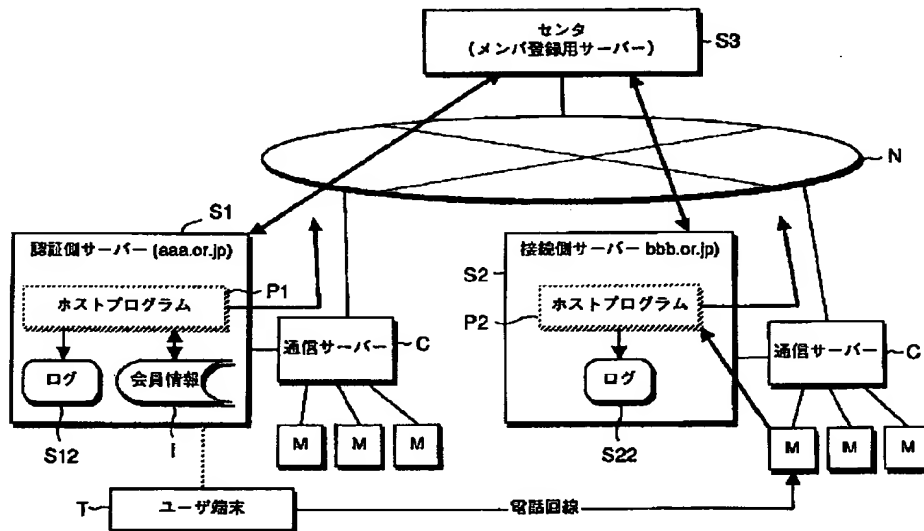 センタ
(メンバ登録用サーバー)
S3
N
S1
認証側サーバー(aaa.or.jp)
ホストプログラム
P1
ログ
会員情報
S12
I
通信サーバー
C
M
M
M
S2
接続側サーバー bbb.or.jp)
ホストプログラム
P2
ログ
S22
通信サーバー
C
M
M
M
T
ユーザ端末
電話回線